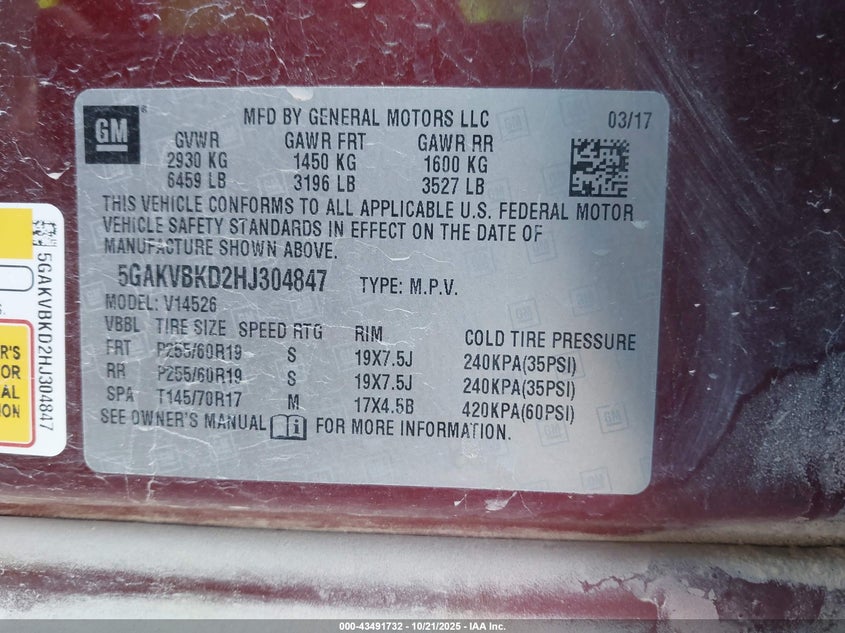 GM
MFD BY GENERAL MOTORS LLC 03/17
GVWR GAWR FRT GAWR RR
2930 KG 1450 KG 1600 KG
6459 LB 3196 LB 3527 LB
THIS VEHICLE CONFORMS TO ALL APPLICABLE U.S. FEDERAL MOTOR
VEHICLE SAFETY STANDARDS IN EFFECT ON THE DATE OF
MANUFACTURE SHOWN ABOVE.
5GAKVBKD2HJ304847 TYPE: M.P.V.
MODEL: V14526
VBBL TIRE SIZE SPEED RTG RIM COLD TIRE PRESSURE
FRT P255/60R19 S 19X7.5J 240KPA(35PSI)
RR P255/60R19 S 19X7.5J 240KPA(35PSI)
SPA T145/70R17 M 17X4.5B 420KPA(60PSI)
SEE OWNER'S MANUAL i FOR MORE INFORMATION.
5GAKVBKD2HJ304847
ER'S
FOR
AL
ION
000-43491732 - 10/21/2025 - IAA Inc.